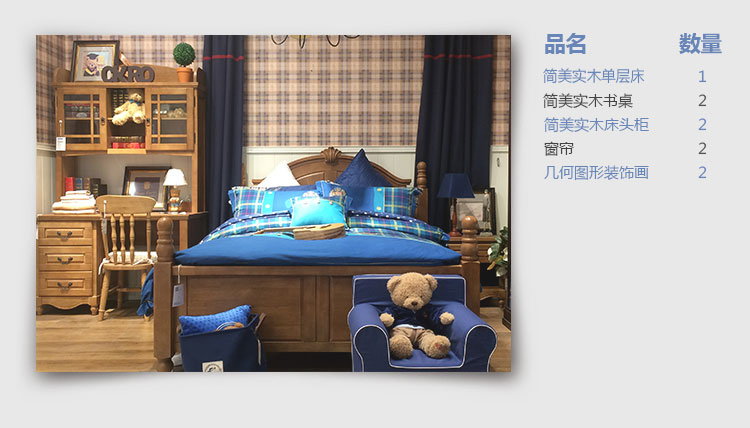 品名 数量
简美实木单层床 1
简美实木书桌 2
简美实木床头柜 2
窗帘 2
几何图形装饰画 2
OKRO